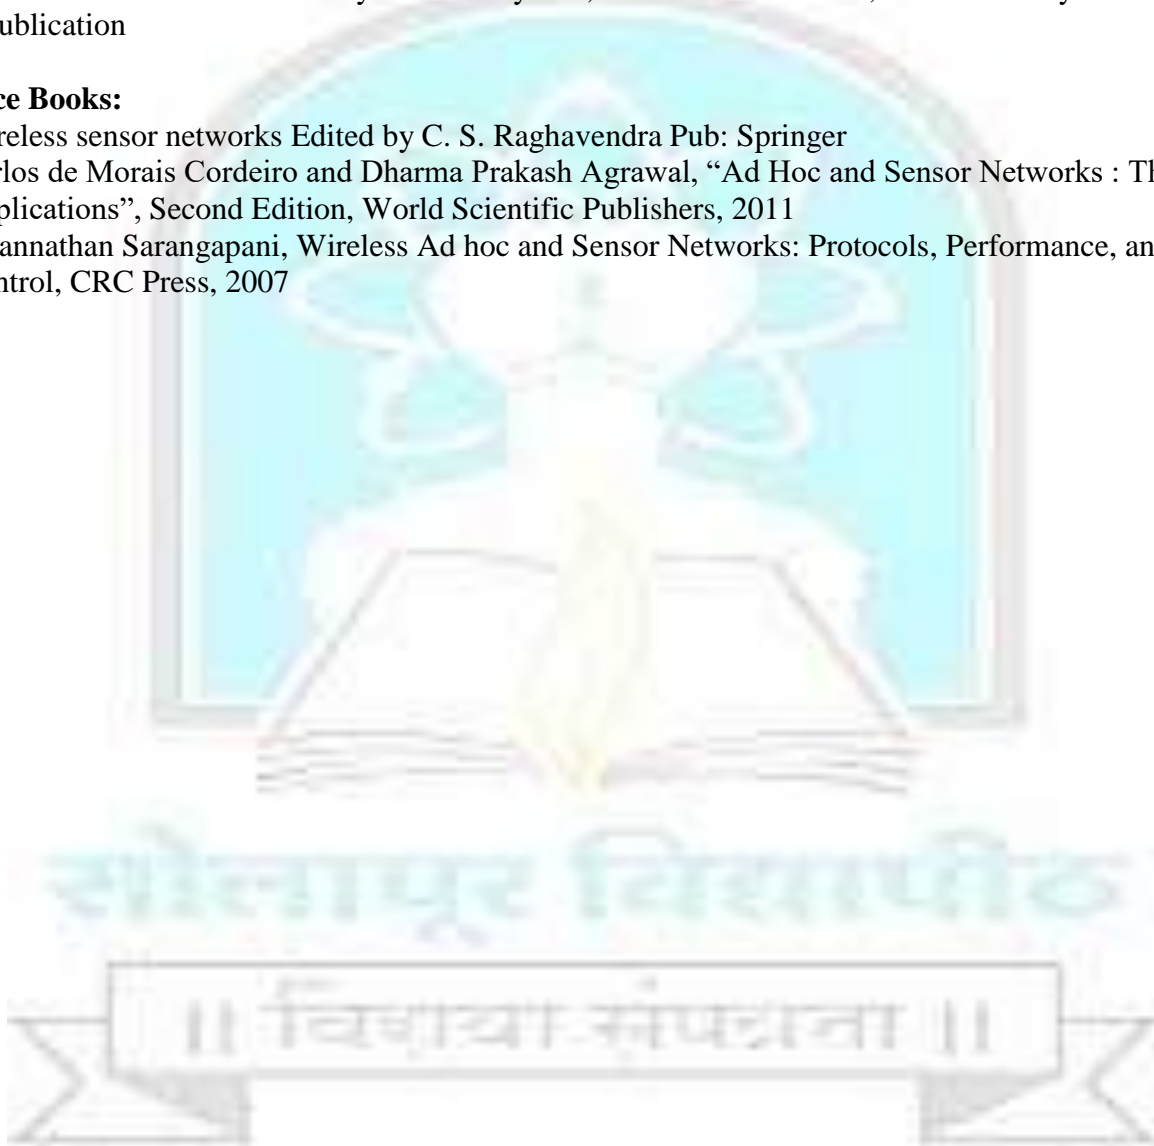 ublication
ce Books:
reless sensor networks Edited by C. S. Raghavendra Pub: Springer
rlos de Morais Cordeiro and Dharma Prakash Agrawal, “Ad Hoc and Sensor Networks : Th
plications”, Second Edition, World Scientific Publishers, 2011
annathan Sarangapani, Wireless Ad hoc and Sensor Networks: Protocols, Performance, an
ntrol, CRC Press, 2007
सोलापूर विद्यापीठ
|| विद्यया संपन्नता ||